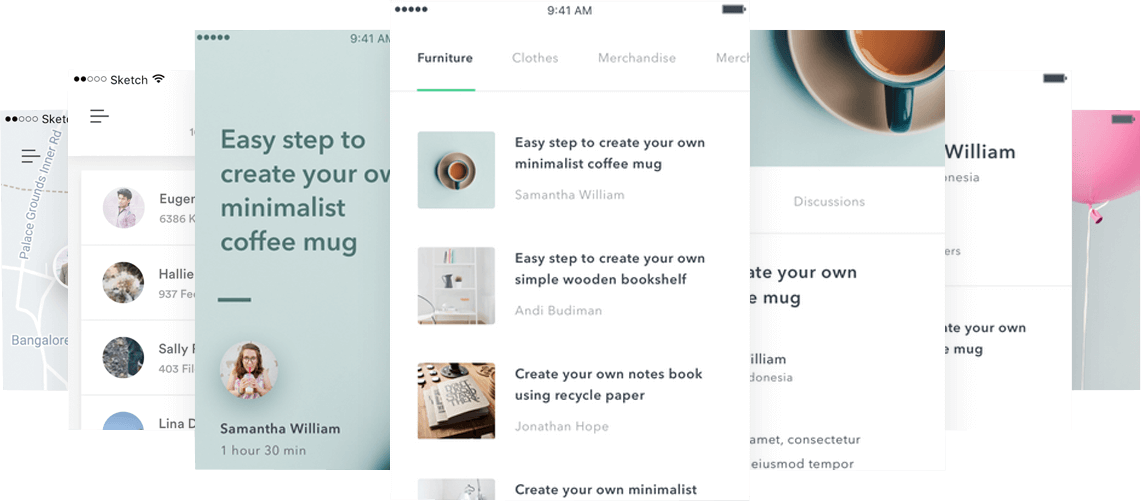 9:41 AM
Furniture Clothes Merchandise Merch
Easy step to create your own
minimalist coffee mug
Samantha William
Easy step to create your own
simple wooden bookshelf
Andi Budiman
Create your own notes book
using recycle paper
Jonathan Hope
Create your own minimalist
9:41 AM
Easy step to
create your ow
minimalist
coffee mug
Samantha William
1 hour 30 min
Sketch
Euge
6386 K
Hallie
937 Fee
Sally F
403 Fil
Lina D
Sket
Palace Grounds Inner Rd
Bangalore
Discussions
ate your own
e mug
illiam
donesia
amet, consectetur
eiusmod tempor
William
nesia
ers
ate your own
e mug